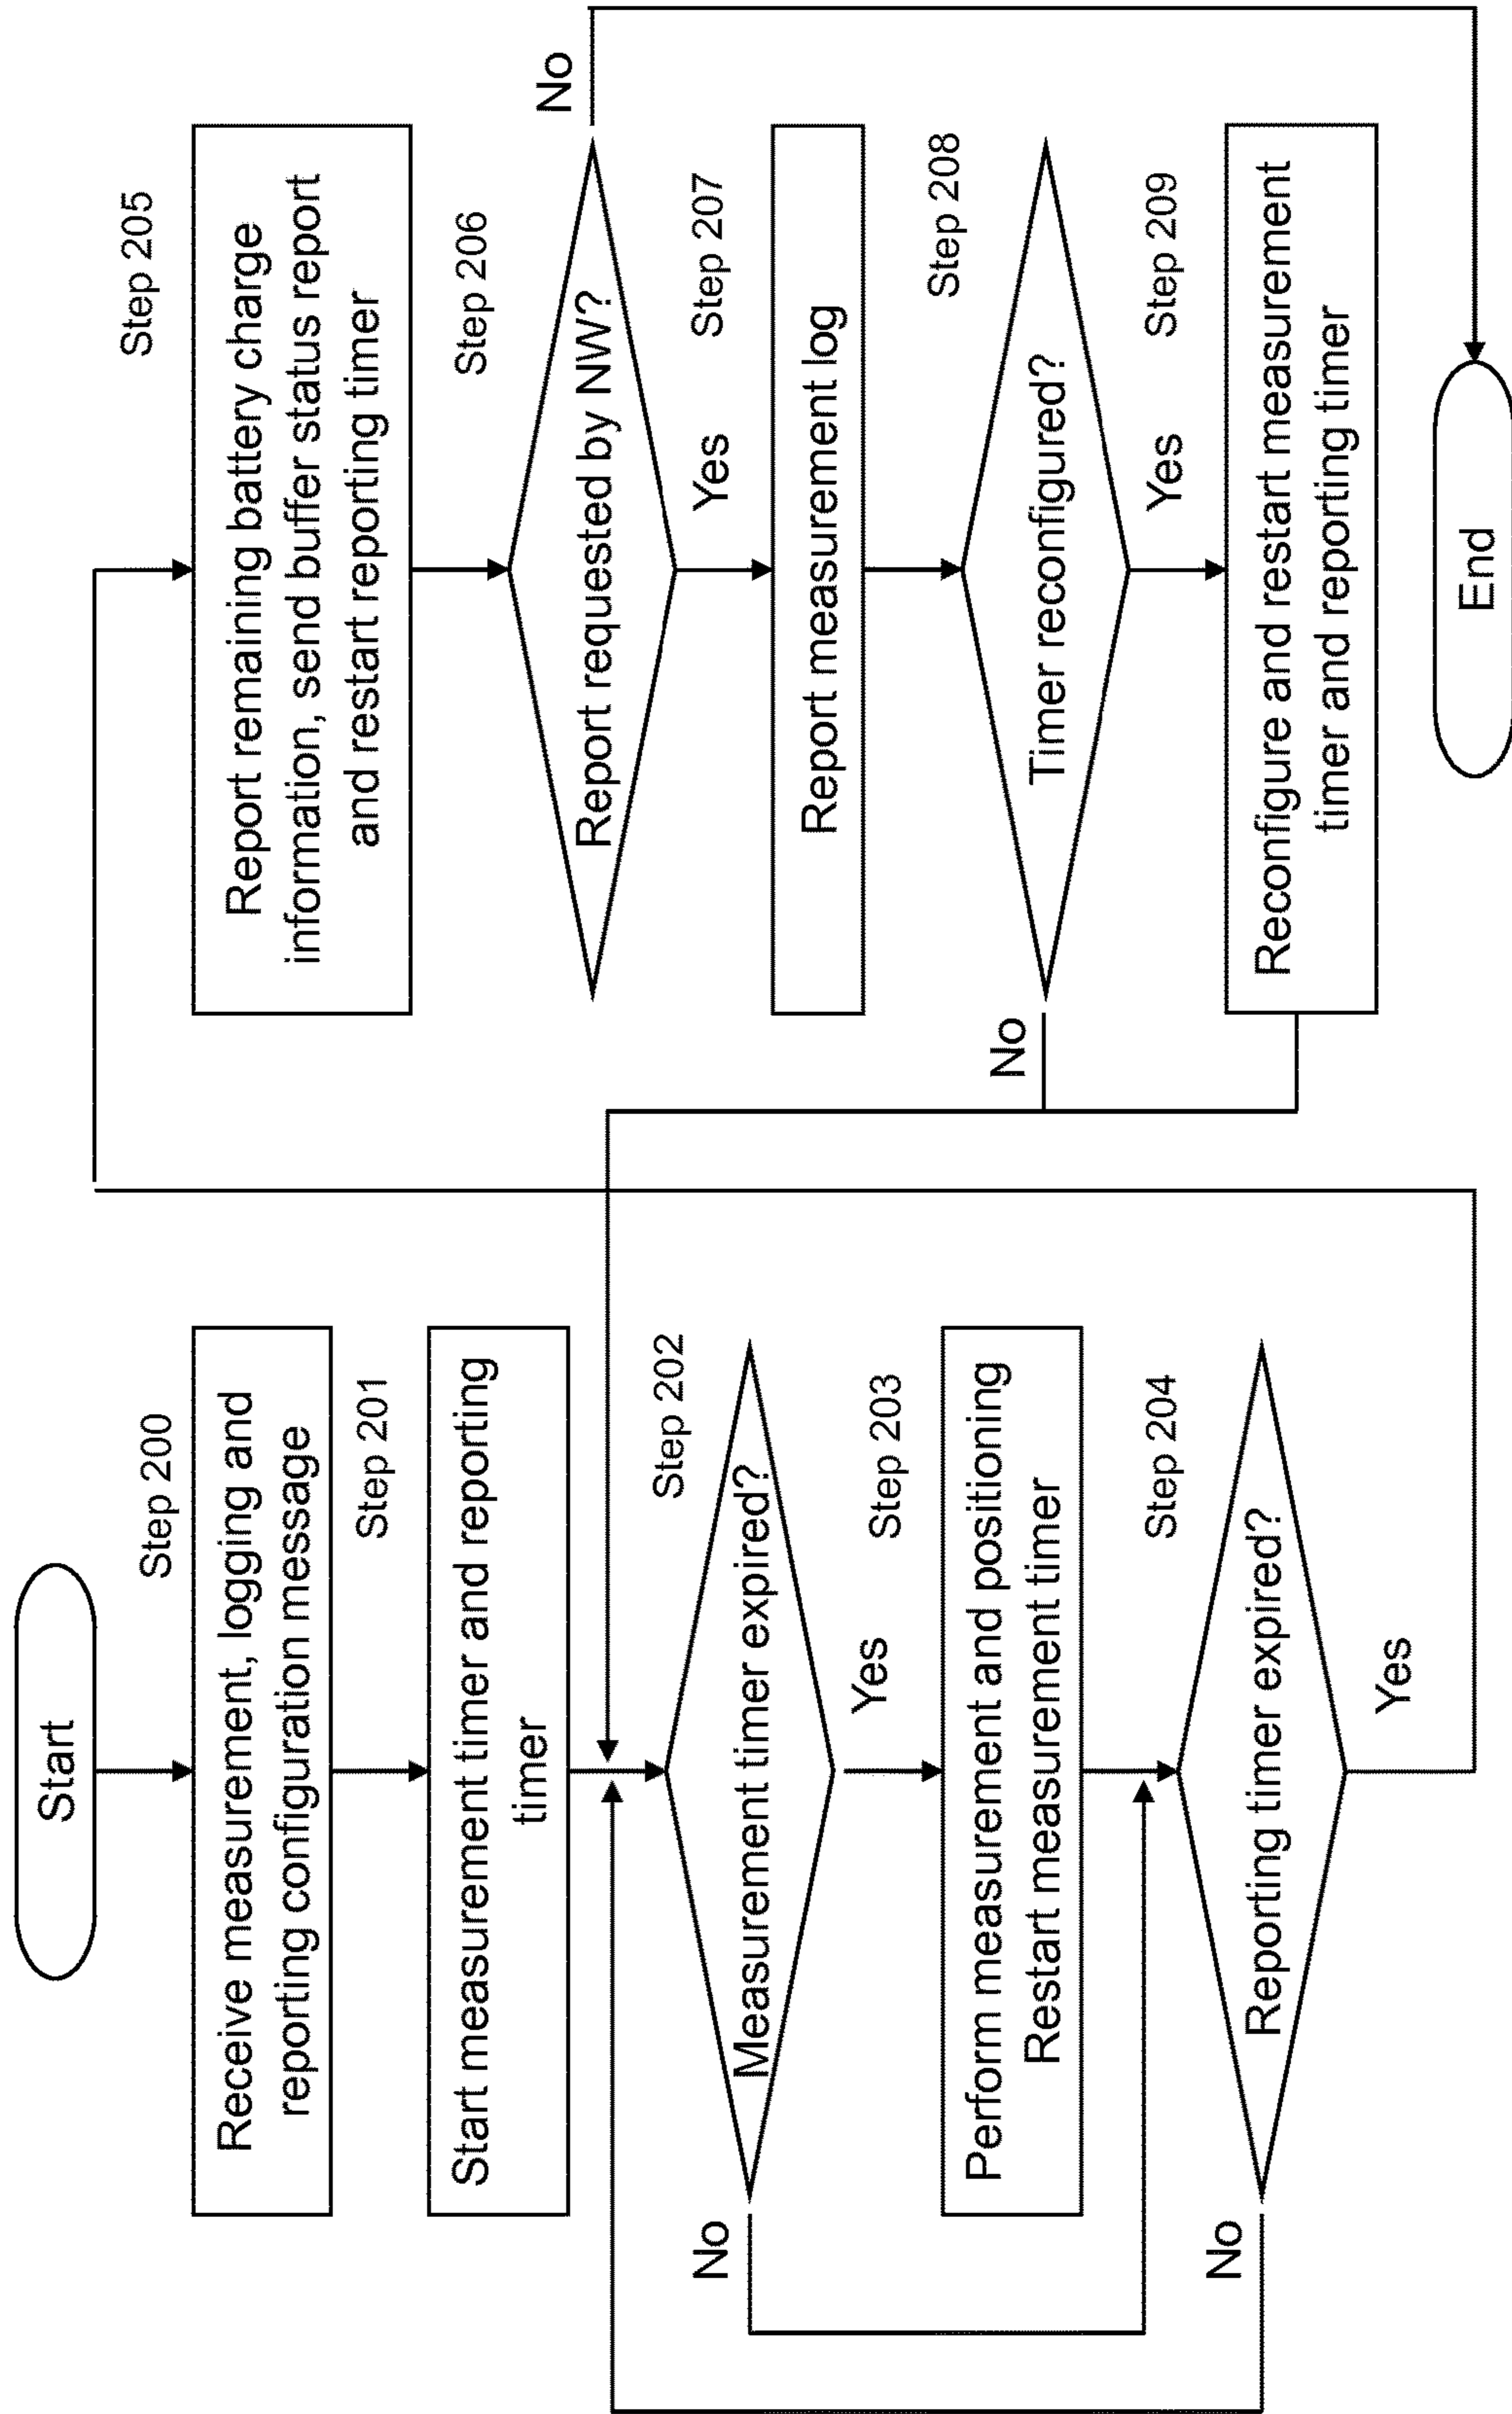 Start
Step 200
Receive measurement, logging and
reporting configuration message
Step 201
Start measurement timer and reporting
timer
Step 202
Measurement timer expired?
No
Yes
Step 203
Perform measurement and positioning
Restart measurement timer
Step 204
Reporting timer expired?
No
Yes
Step 205
Report remaining battery charge
information, send buffer status report
and restart reporting timer
Step 206
Report requested by NW?
No
Yes
Step 207
Report measurement log
Step 208
Timer reconfigured?
No
Yes
Step 209
Reconfigure and restart measurement
timer and reporting timer
End